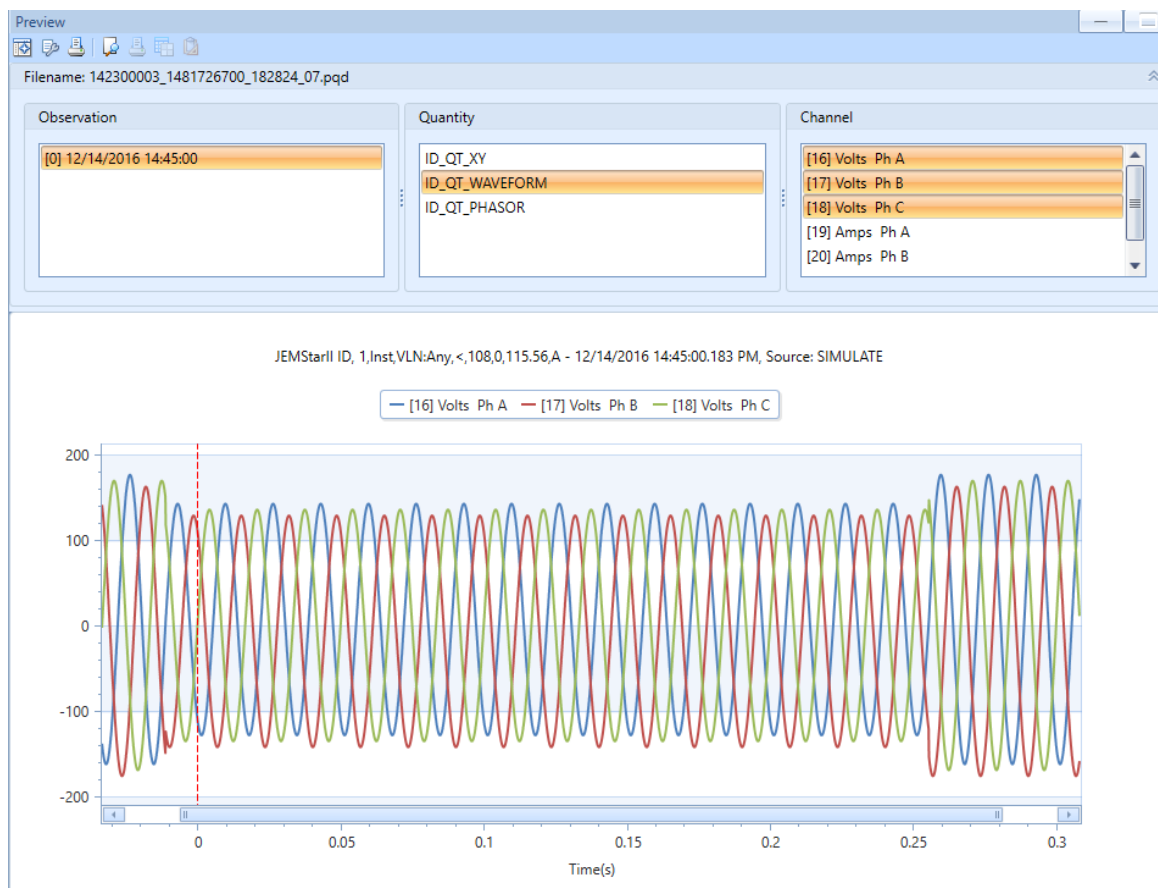 Preview
Filename: 142300003_1481726700_182824_07.pqd
Observation
[0] 12/14/2016 14:45:00
Quantity
ID_QT_XY
ID_QT_WAVEFORM
ID_QT_PHASOR
Channel
[16] Volts  Ph A
[17] Volts  Ph B
[18] Volts  Ph C
[19] Amps  Ph A
[20] Amps  Ph B
JEMStarII ID, 1,Inst,VLN:Any,<,108,0,115.56,A - 12/14/2016 14:45:00.183 PM, Source: SIMULATE
[16] Volts  Ph A [17] Volts  Ph B [18] Volts  Ph C
200
100
0
-100
-200
0 0.05 0.1 0.15 0.2 0.25 0.3
Time(s)